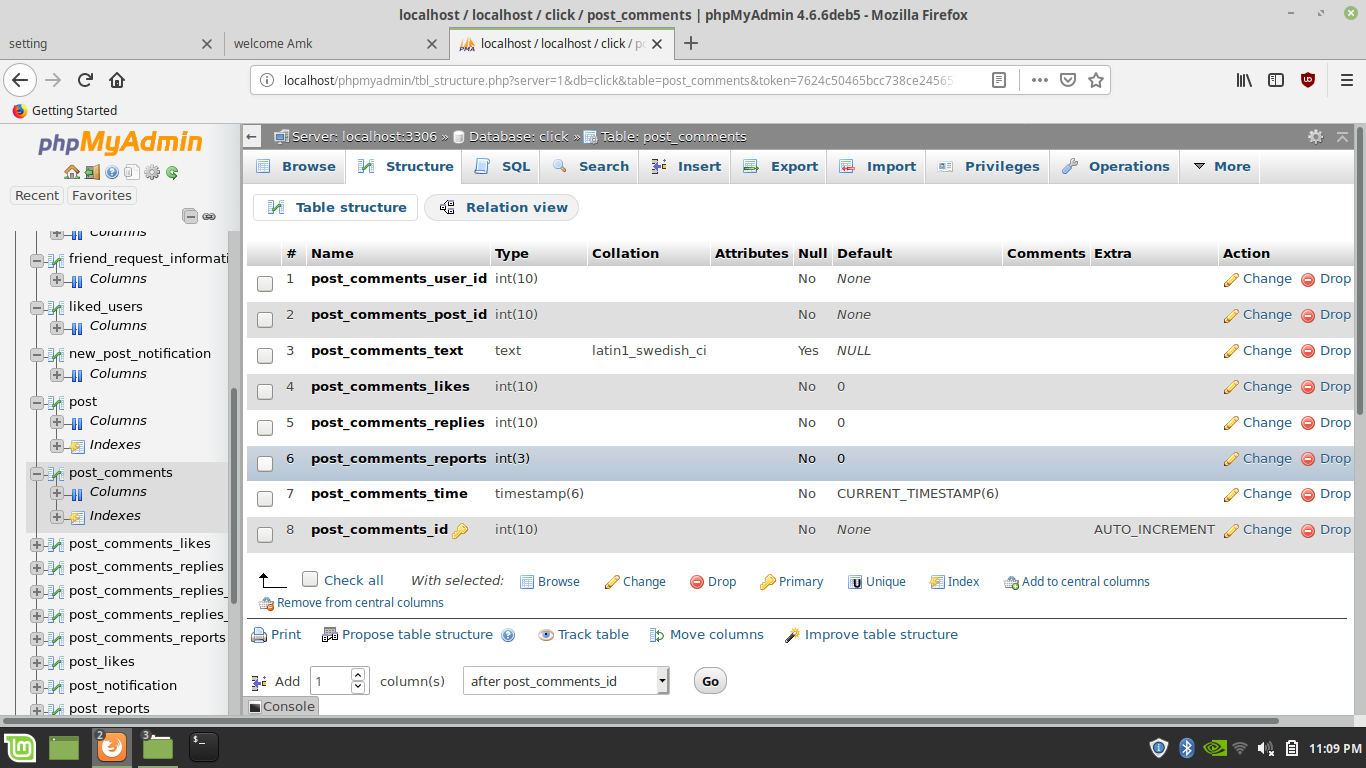 localhost / localhost / click / post_comments | phpMyAdmin 4.6.6deb5 - Mozilla Firefox
setting
welcome Amk
localhost / localhost / click / po
localhost/phpmyadmin/tbl_structure.php?server=1&db=click&table=post_comments&token=7624c50465bcc738ce24565
Getting Started
phpMyAdmin
Recent
Favorites
Columns
friend_request_informati
Columns
liked_users
Columns
new_post_notification
Columns
post
Columns
Indexes
post_comments
Columns
Indexes
post_comments_likes
post_comments_replies
post_comments_replies_
post_comments_replies_
post_comments_reports
post_likes
post_notification
post_reports
Server: localhost:3306 » Database: click » Table: post_comments
Browse Structure SQL Search Insert Export Import Privileges Operations More
Table structure Relation view
# Name Type Collation Attributes Null Default Comments Extra Action
1 post_comments_user_id int(10) No None Change Drop
2 post_comments_post_id int(10) No None Change Drop
3 post_comments_text text latin1_swedish_ci Yes NULL Change Drop
4 post_comments_likes int(10) No 0 Change Drop
5 post_comments_replies int(10) No 0 Change Drop
6 post_comments_reports int(3) No 0 Change Drop
7 post_comments_time timestamp(6) No CURRENT_TIMESTAMP(6) Change Drop
8 post_comments_id int(10) No None AUTO_INCREMENT Change Drop
Check all With selected: Browse Change Drop Primary Unique Index Add to central columns
Remove from central columns
Print Propose table structure Track table Move columns Improve table structure
Add 1 column(s) after post_comments_id Go
Console
2
3
11:09 PM